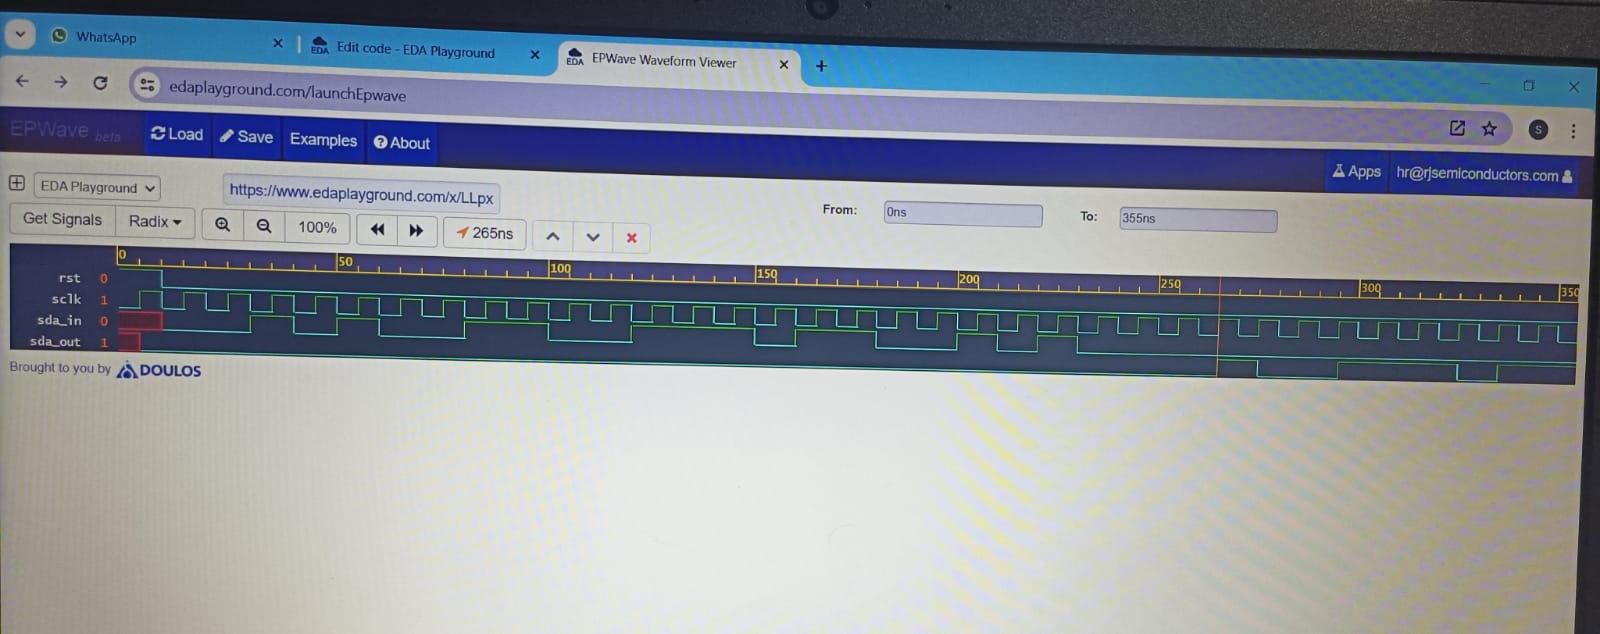 WhatsApp
EDA Edit code - EDA Playground
EDA EPWave Waveform Viewer
edaplayground.com/launchEpwave
S
EPWave beta Load Save Examples About
Apps hr@rjsemiconductors.com
EDA Playground https://www.edaplayground.com/x/LLpx From: 0ns To: 355ns
Get Signals Radix 100% 265ns
0 50 100 150 200 250 300 350
rst 0
sclk 1
sda_in 0
sda_out 1
Brought to you by DOULOS